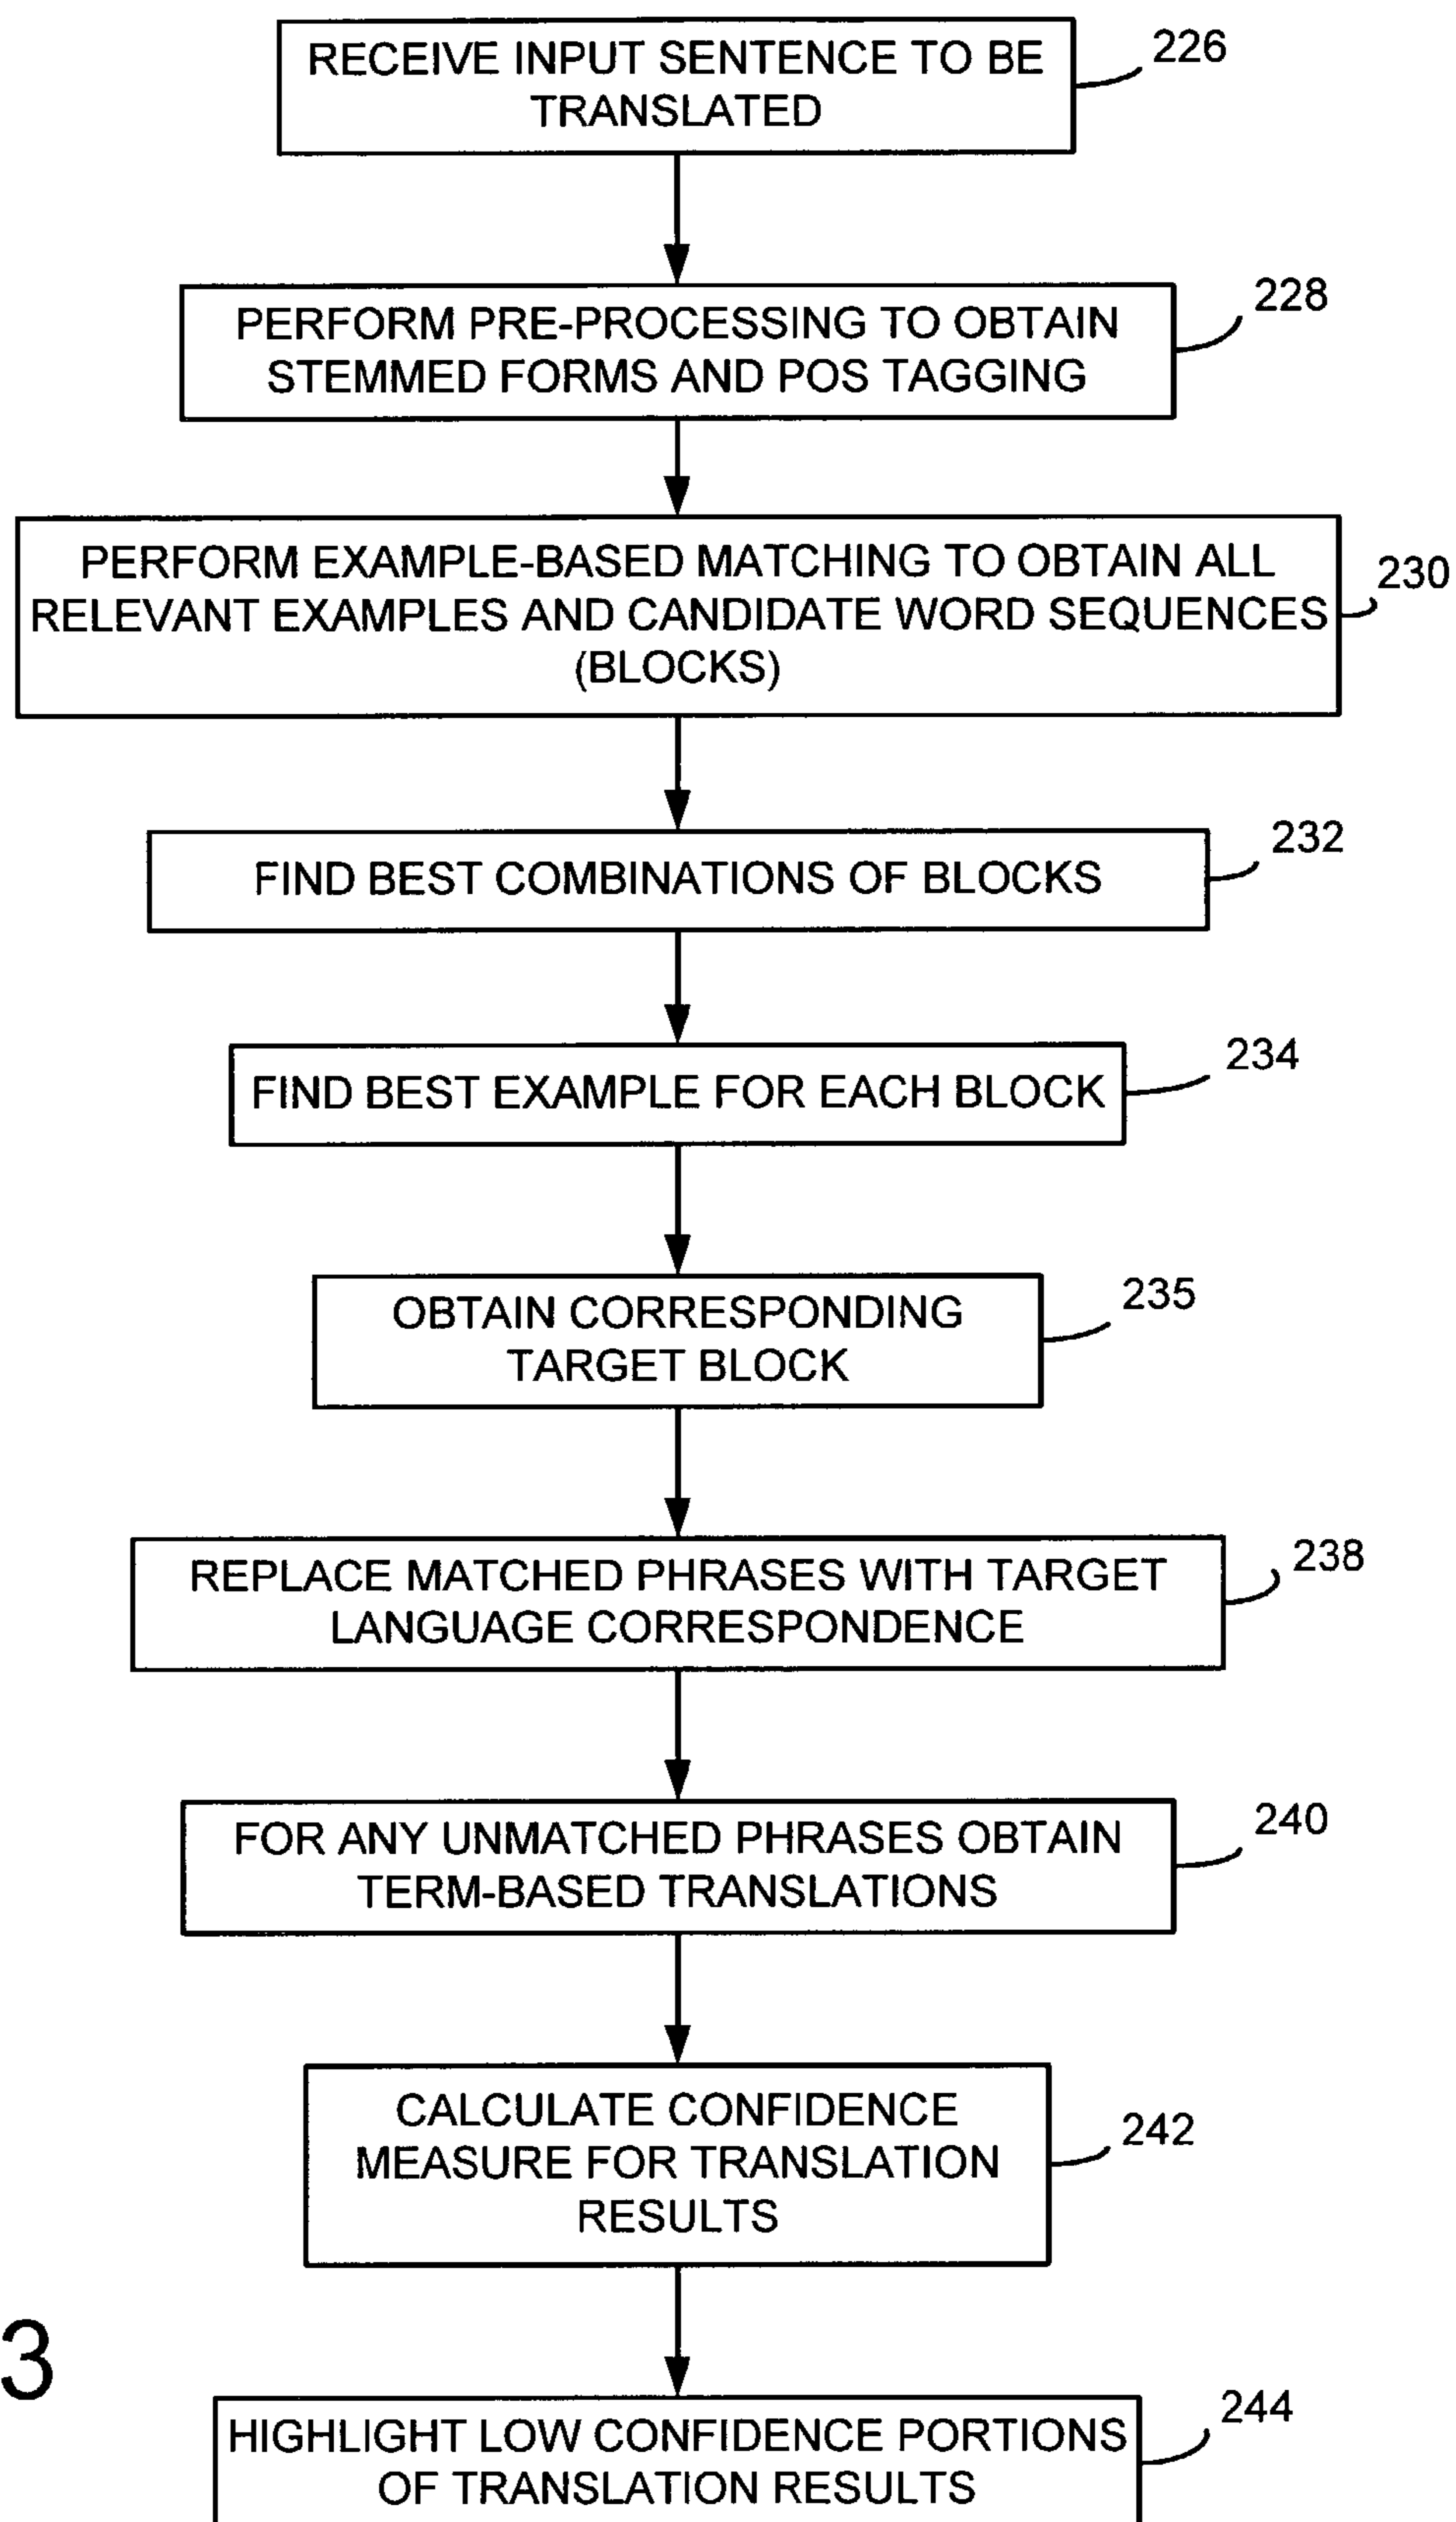 RECEIVE INPUT SENTENCE TO BE
TRANSLATED
226
PERFORM PRE-PROCESSING TO OBTAIN
STEMMED FORMS AND POS TAGGING
228
PERFORM EXAMPLE-BASED MATCHING TO OBTAIN ALL
RELEVANT EXAMPLES AND CANDIDATE WORD SEQUENCES
(BLOCKS)
230
FIND BEST COMBINATIONS OF BLOCKS
232
FIND BEST EXAMPLE FOR EACH BLOCK
234
OBTAIN CORRESPONDING
TARGET BLOCK
235
REPLACE MATCHED PHRASES WITH TARGET
LANGUAGE CORRESPONDENCE
238
FOR ANY UNMATCHED PHRASES OBTAIN
TERM-BASED TRANSLATIONS
240
CALCULATE CONFIDENCE
MEASURE FOR TRANSLATION
RESULTS
242
3
HIGHLIGHT LOW CONFIDENCE PORTIONS
OF TRANSLATION RESULTS
244